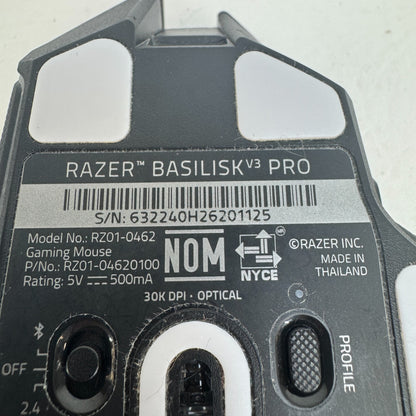 RAZER™ BASILISK V3 PRO
S/N: 632240H26201125
Model No.: RZ01-0462
Gaming Mouse
P/No.: RZ01-04620100
Rating: 5V ⎓ 500mA
NOM
NYCE
©RAZER INC.
MADE IN
THAILAND
30K DPI · OPTICAL
OFF
2.4
PROFILE